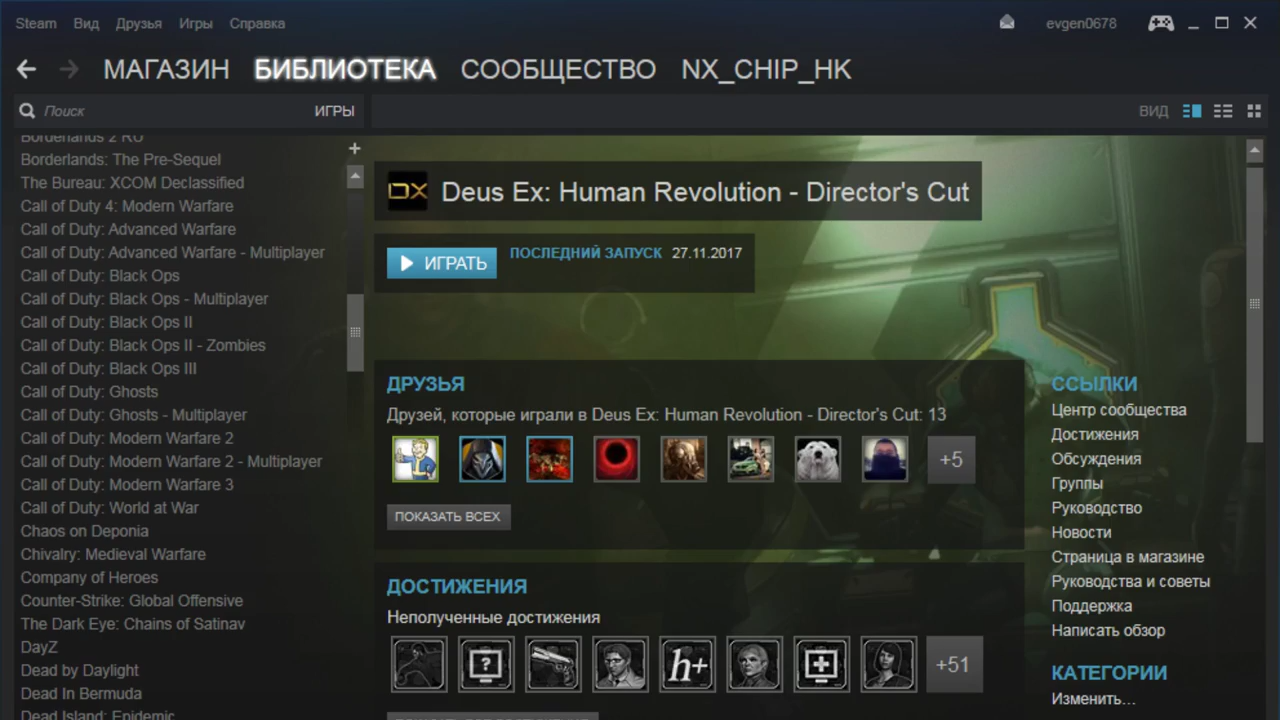 Steam Вид Друзья Игры Справка
evgen0678
МАГАЗИН БИБЛИОТЕКА СООБЩЕСТВО NX_CHIP_HK
Поиск ИГРЫ
ВИД
Borderlands 2 RU
Borderlands: The Pre-Sequel
The Bureau: XCOM Declassified
Call of Duty 4: Modern Warfare
Call of Duty: Advanced Warfare
Call of Duty: Advanced Warfare - Multiplayer
Call of Duty: Black Ops
Call of Duty: Black Ops - Multiplayer
Call of Duty: Black Ops II
Call of Duty: Black Ops II - Zombies
Call of Duty: Black Ops III
Call of Duty: Ghosts
Call of Duty: Ghosts - Multiplayer
Call of Duty: Modern Warfare 2
Call of Duty: Modern Warfare 2 - Multiplayer
Call of Duty: Modern Warfare 3
Call of Duty: World at War
Chaos on Deponia
Chivalry: Medieval Warfare
Company of Heroes
Counter-Strike: Global Offensive
The Dark Eye: Chains of Satinav
DayZ
Dead by Daylight
Dead In Bermuda
Dead Island: Epidemic
DX Deus Ex: Human Revolution - Director's Cut
ИГРАТЬ
ПОСЛЕДНИЙ ЗАПУСК 27.11.2017
ДРУЗЬЯ
Друзей, которые играли в Deus Ex: Human Revolution - Director's Cut: 13
+5
ПОКАЗАТЬ ВСЕХ
ДОСТИЖЕНИЯ
Неполученные достижения
?
h+
+51
ССЫЛКИ
Центр сообщества
Достижения
Обсуждения
Группы
Руководство
Новости
Страница в магазине
Руководства и советы
Поддержка
Написать обзор
КАТЕГОРИИ
Изменить...